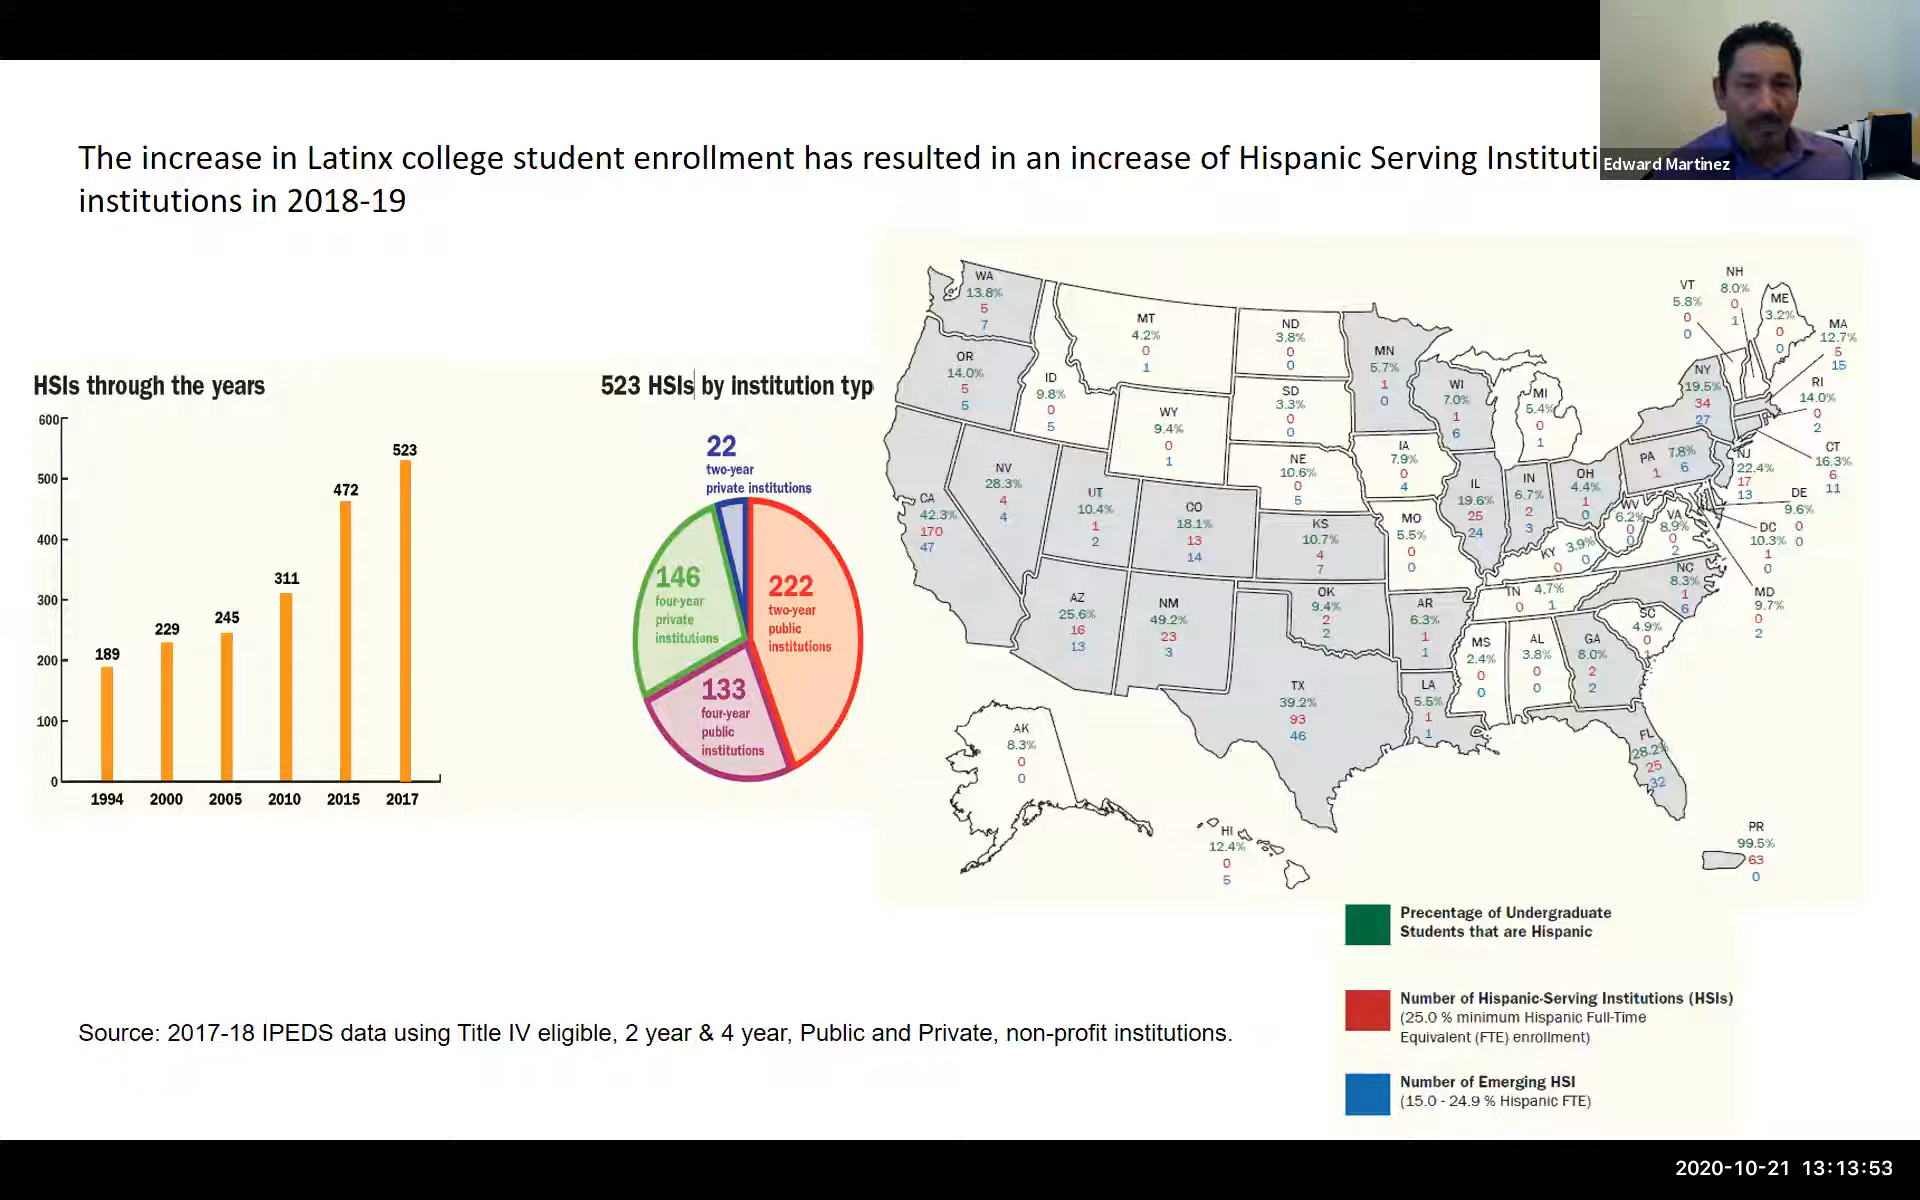 The increase in Latinx college student enrollment has resulted in an increase of Hispanic Serving
institutions in 2018-19
Edward Martinez
HSIs through the years
600
500
400
300
200
100
0
189
229
245
311
472
523
1994 2000 2005 2010 2015 2017
523 HSIs by institution typ
22
two-year
private institutions
146
four-year
private
institutions
222
two-year
public
institutions
133
four-year
public
institutions
WA
13.8%
5
7
OR
14.0%
5
5
ID
9.8%
0
5
MT
4.2%
0
1
WY
9.4%
0
1
ND
3.8%
0
0
SD
3.3%
0
0
NE
10.6%
0
5
MN
5.7%
1
0
WI
7.0%
1
6
MI
5.4%
0
1
IA
7.9%
0
4
NV
28.3%
4
4
CA
42.3%
170
47
UT
10.4%
1
2
CO
18.1%
13
14
KS
10.7%
4
7
MO
5.5%
0
0
IL
19.6%
25
24
IN
6.7%
2
3
OH
4.4%
1
0
PA 7.8%
1 6
NY
19.5%
34
27
VT
5.8%
0
0
NH
8.0%
0
1
ME
3.2%
0
0
MA
12.7%
5
15
RI
14.0%
0
2
CT
16.3%
6
11
NJ
22.4%
17
13
DE
9.6%
0
0
DC
10.3%
1
0
MD
9.7%
0
2
WV
6.2%
0
0
VA
8.9%
0
2
KY 3.9%
0 0
TN 4.7%
0 1
NC
8.3%
1
6
SC
4.9%
0
1
AZ
25.6%
16
13
NM
49.2%
23
3
OK
9.4%
2
2
AR
6.3%
1
1
MS
2.4%
0
0
AL
3.8%
0
0
GA
8.0%
2
2
TX
39.2%
93
46
LA
5.5%
1
1
FL
28.2%
25
32
AK
8.3%
0
0
HI
12.4%
0
5
PR
99.5%
63
0
Precentage of Undergraduate
Students that are Hispanic
Number of Hispanic-Serving Institutions (HSIs)
(25.0 % minimum Hispanic Full-Time
Equivalent (FTE) enrollment)
Number of Emerging HSI
(15.0 - 24.9 % Hispanic FTE)
Source: 2017-18 IPEDS data using Title IV eligible, 2 year & 4 year, Public and Private, non-profit institutions.
2020-10-21 13:13:53